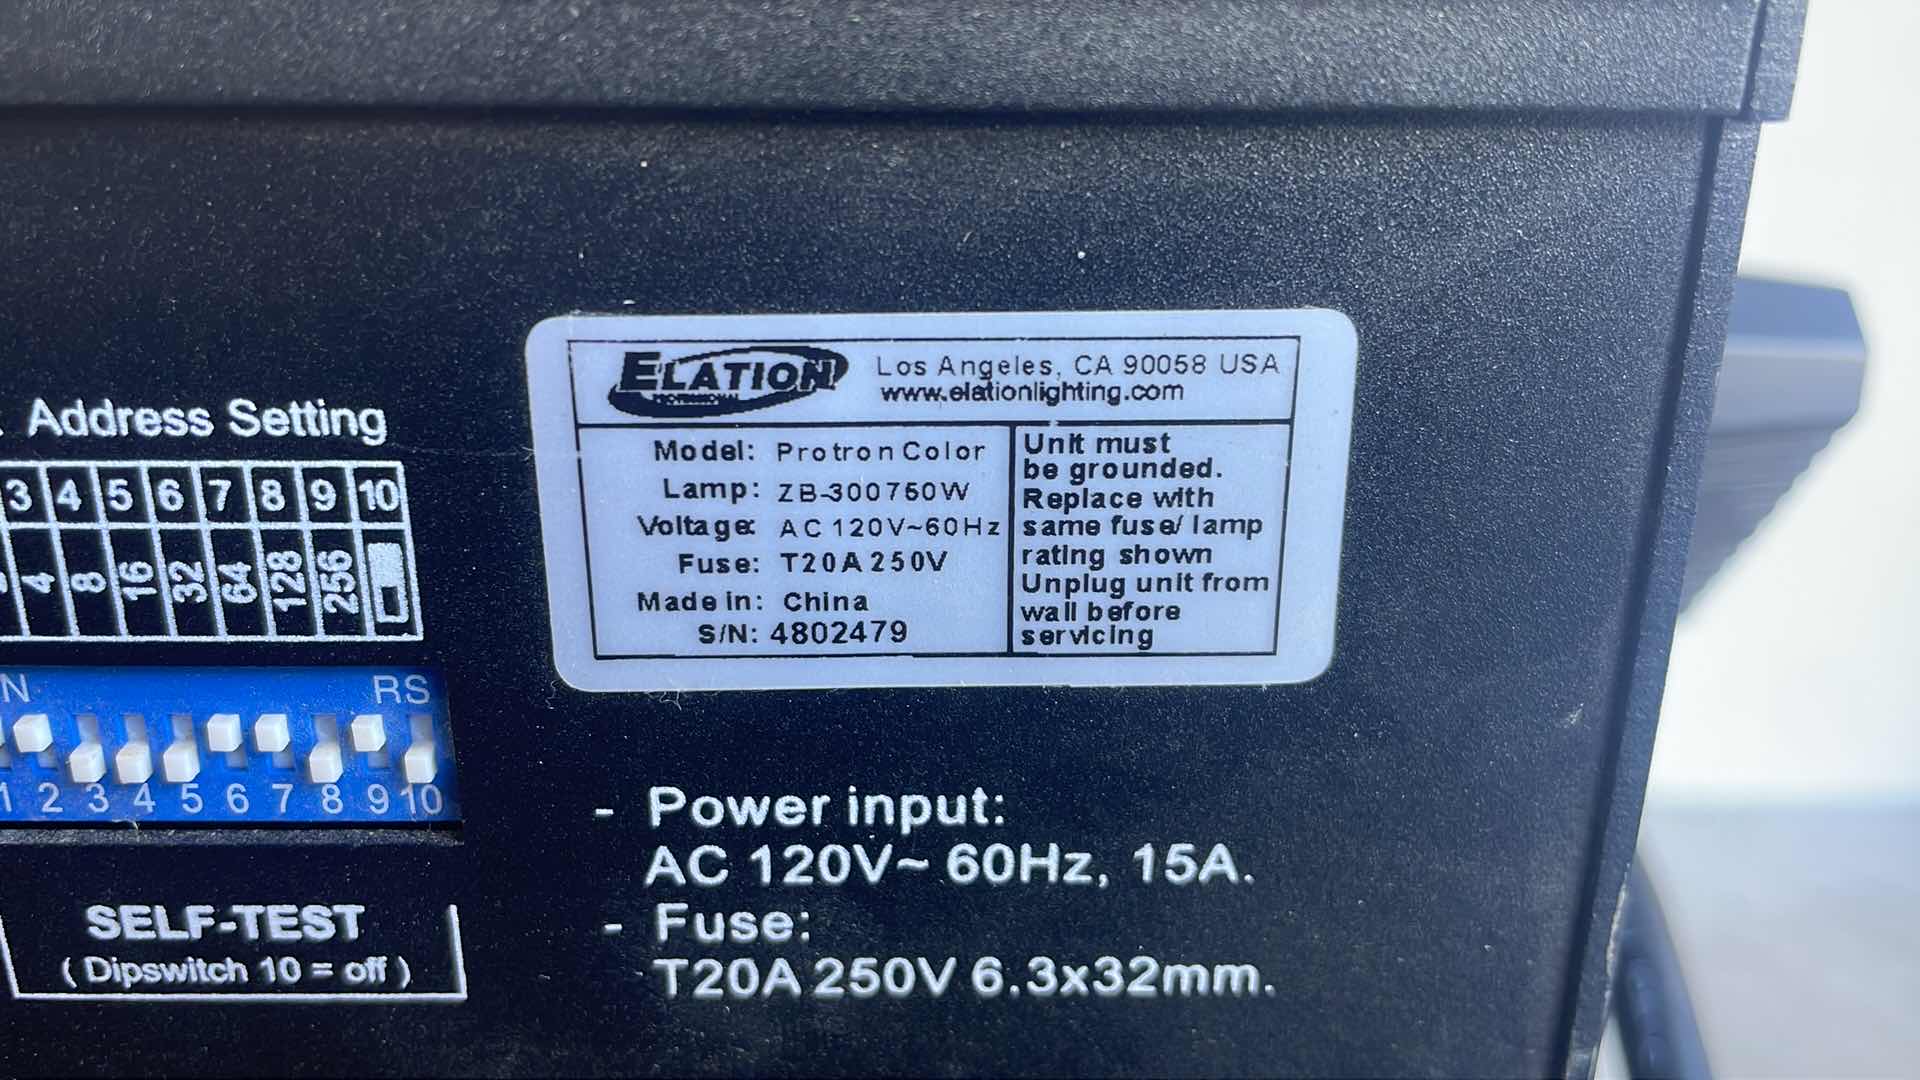 Address Setting
3 4 5 6 7 8 9 10
4 8 16 32 64 128 256
N RS
1 2 3 4 5 6 7 8 9 10
SELF-TEST
( Dipswitch 10 = off )
ELATION
PROFESSIONAL
Los Angeles, CA 90058 USA
www.elationlighting.com
Model: Protron Color
Lamp: ZB-300750W
Voltage: AC 120V~60Hz
Fuse: T20A 250V
Made in: China
S/N: 4802479
Unit must
be grounded.
Replace with
same fuse/ lamp
rating shown
Unplug unit from
wall before
servicing
- Power input:
AC 120V~ 60Hz, 15A.
- Fuse:
T20A 250V 6.3x32mm.